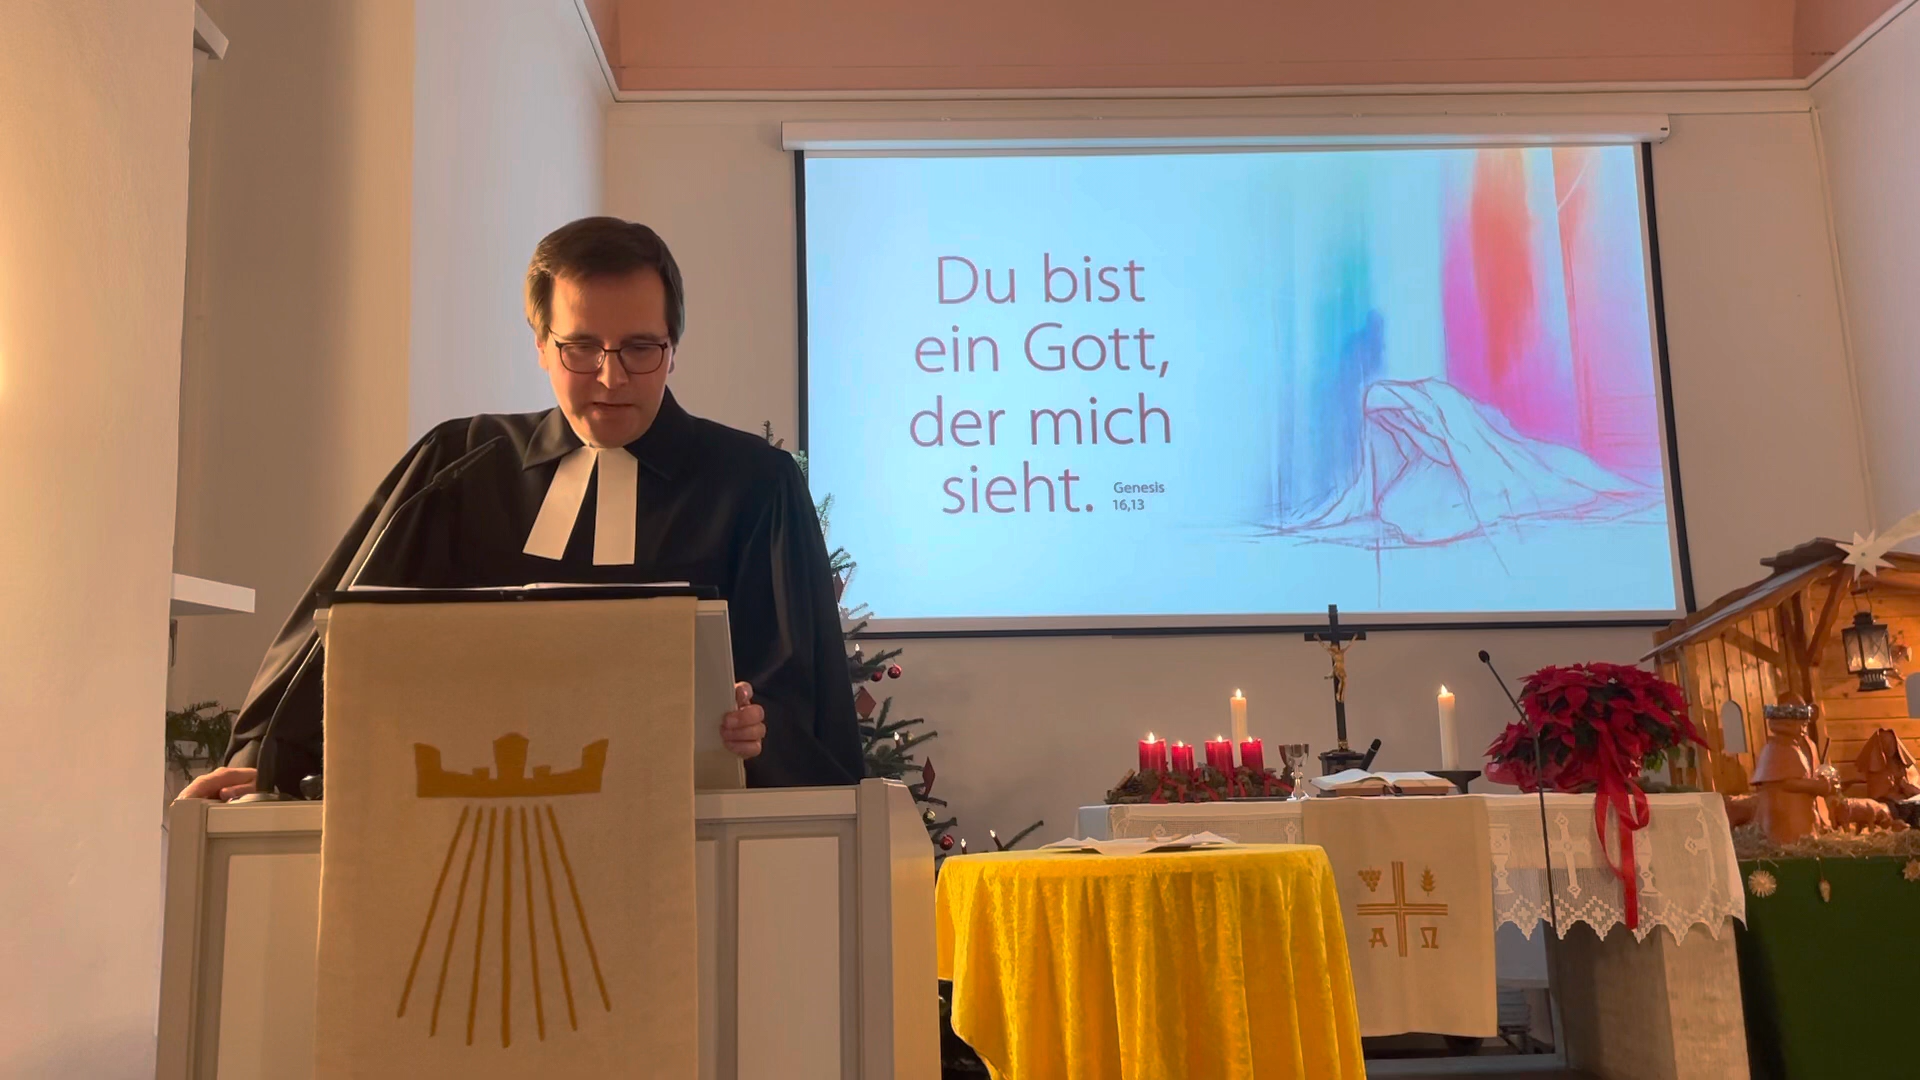 Du bist
ein Gott,
der mich
sieht.
Genesis
16,13
Α Ω